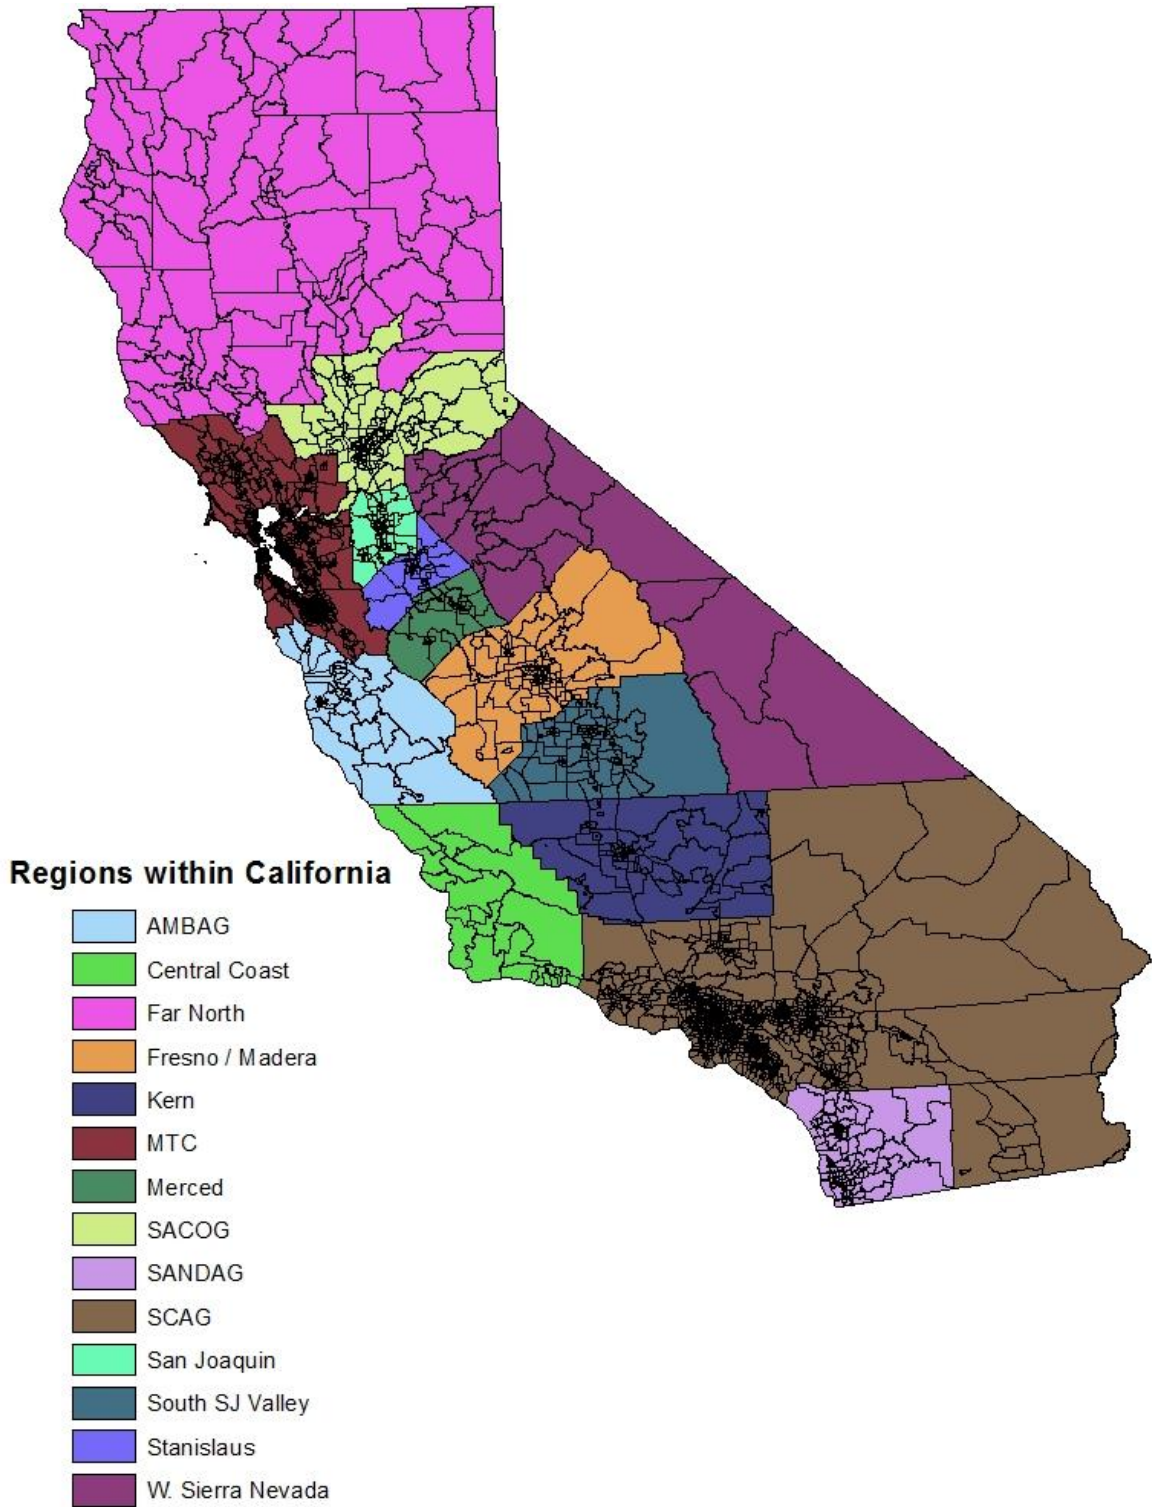 Regions within California
AMBAG
Central Coast
Far North
Fresno / Madera
Kern
MTC
Merced
SACOG
SANDAG
SCAG
San Joaquin
South SJ Valley
Stanislaus
W. Sierra Nevada